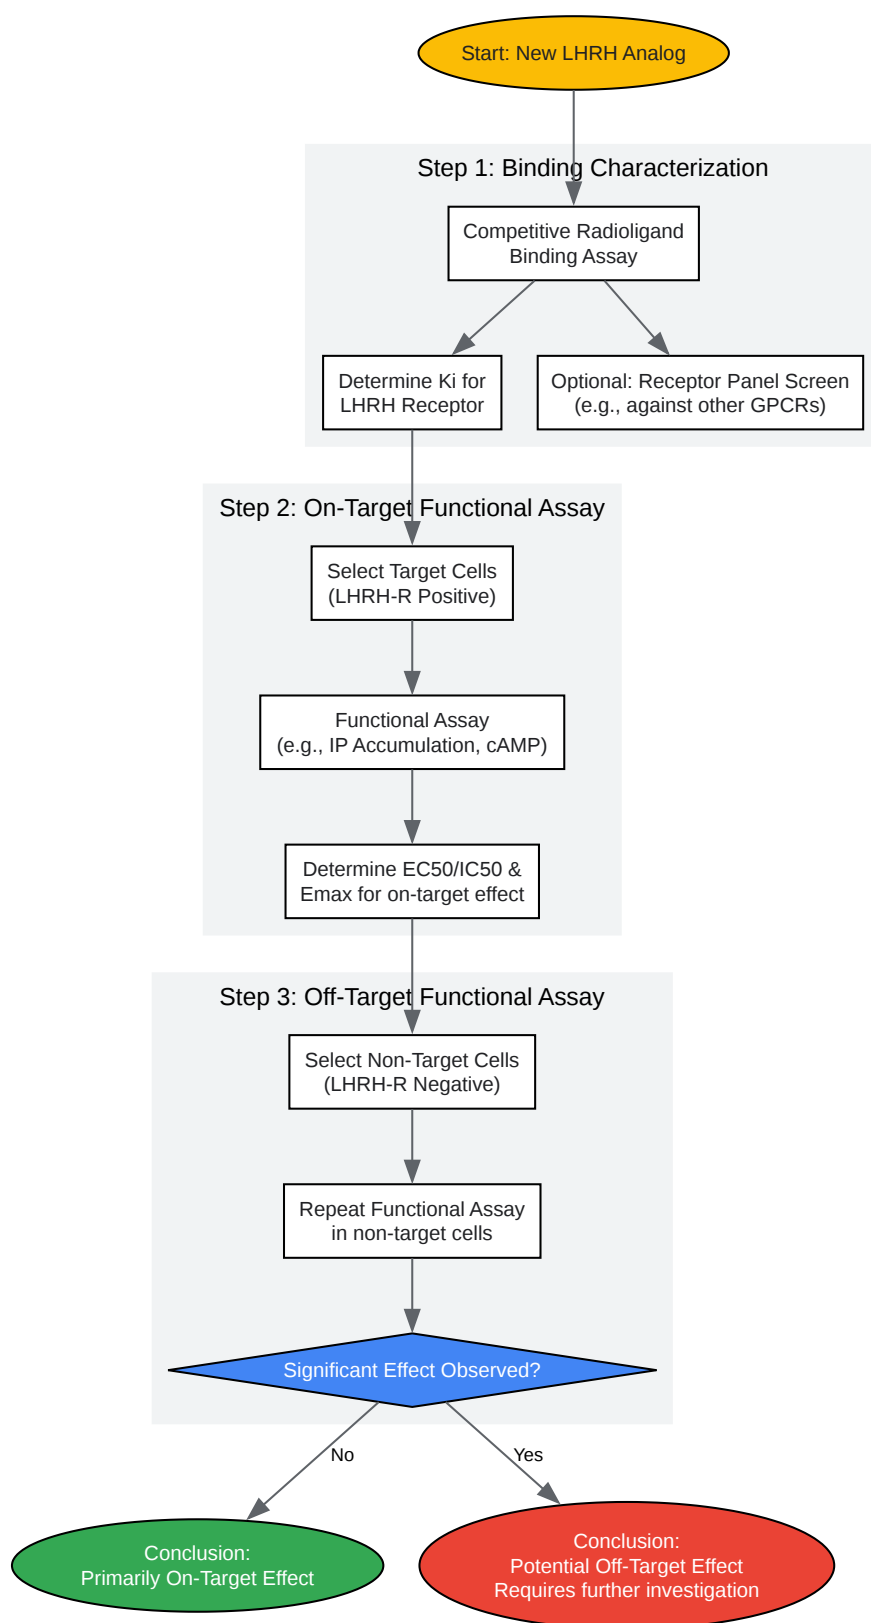 Start: New LHRH Analog
Step 1: Binding Characterization
Competitive Radioligand
Binding Assay
Determine Ki for
LHRH Receptor
Optional: Receptor Panel Screen
(e.g., against other GPCRs)
Step 2: On-Target Functional Assay
Select Target Cells
(LHRH-R Positive)
Functional Assay
(e.g., IP Accumulation, cAMP)
Determine EC50/IC50 &
Emax for on-target effect
Step 3: Off-Target Functional Assay
Select Non-Target Cells
(LHRH-R Negative)
Repeat Functional Assay
in non-target cells
Significant Effect Observed?
No
Yes
Conclusion:
Primarily On-Target Effect
Conclusion:
Potential Off-Target Effect
Requires further investigation